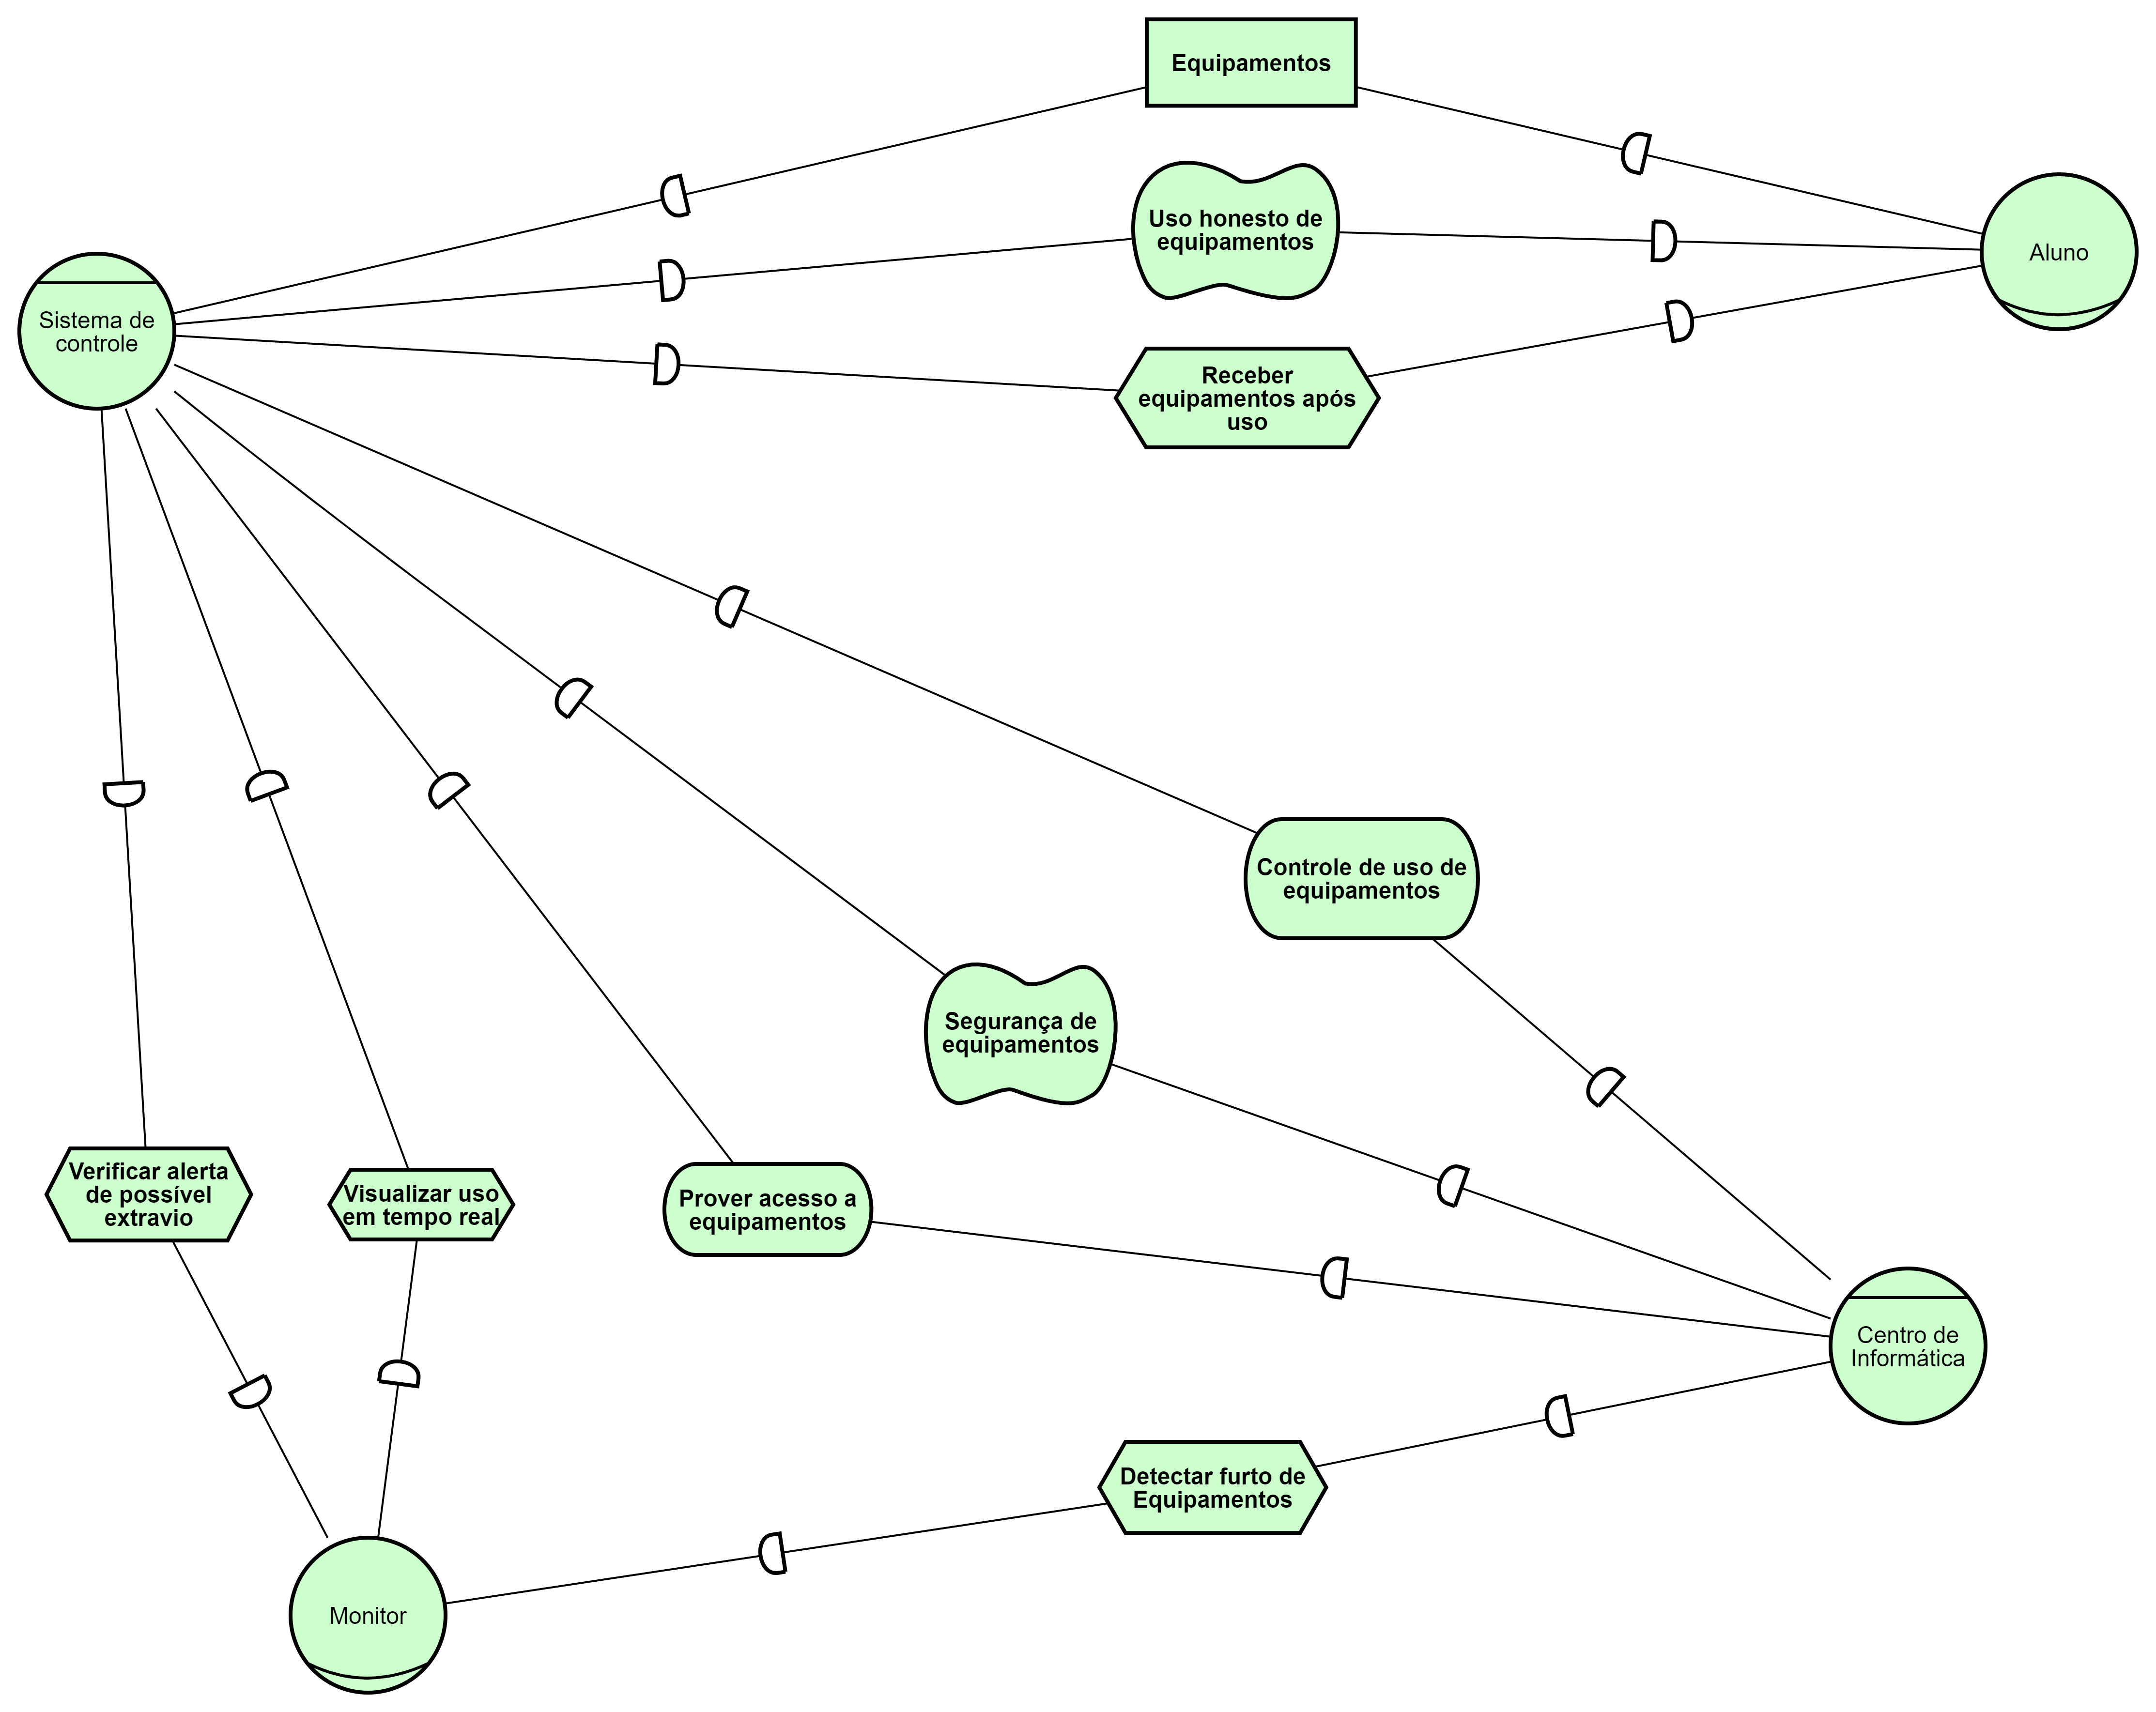 Equipamentos
Uso honesto de
equipamentos
Aluno
Sistema de
controle
Receber
equipamentos após
uso
Controle de uso de
equipamentos
Segurança de
equipamentos
Verificar alerta
de possível
extravio
Visualizar uso
em tempo real
Prover acesso a
equipamentos
Centro de
Informática
Detectar furto de
Equipamentos
Monitor